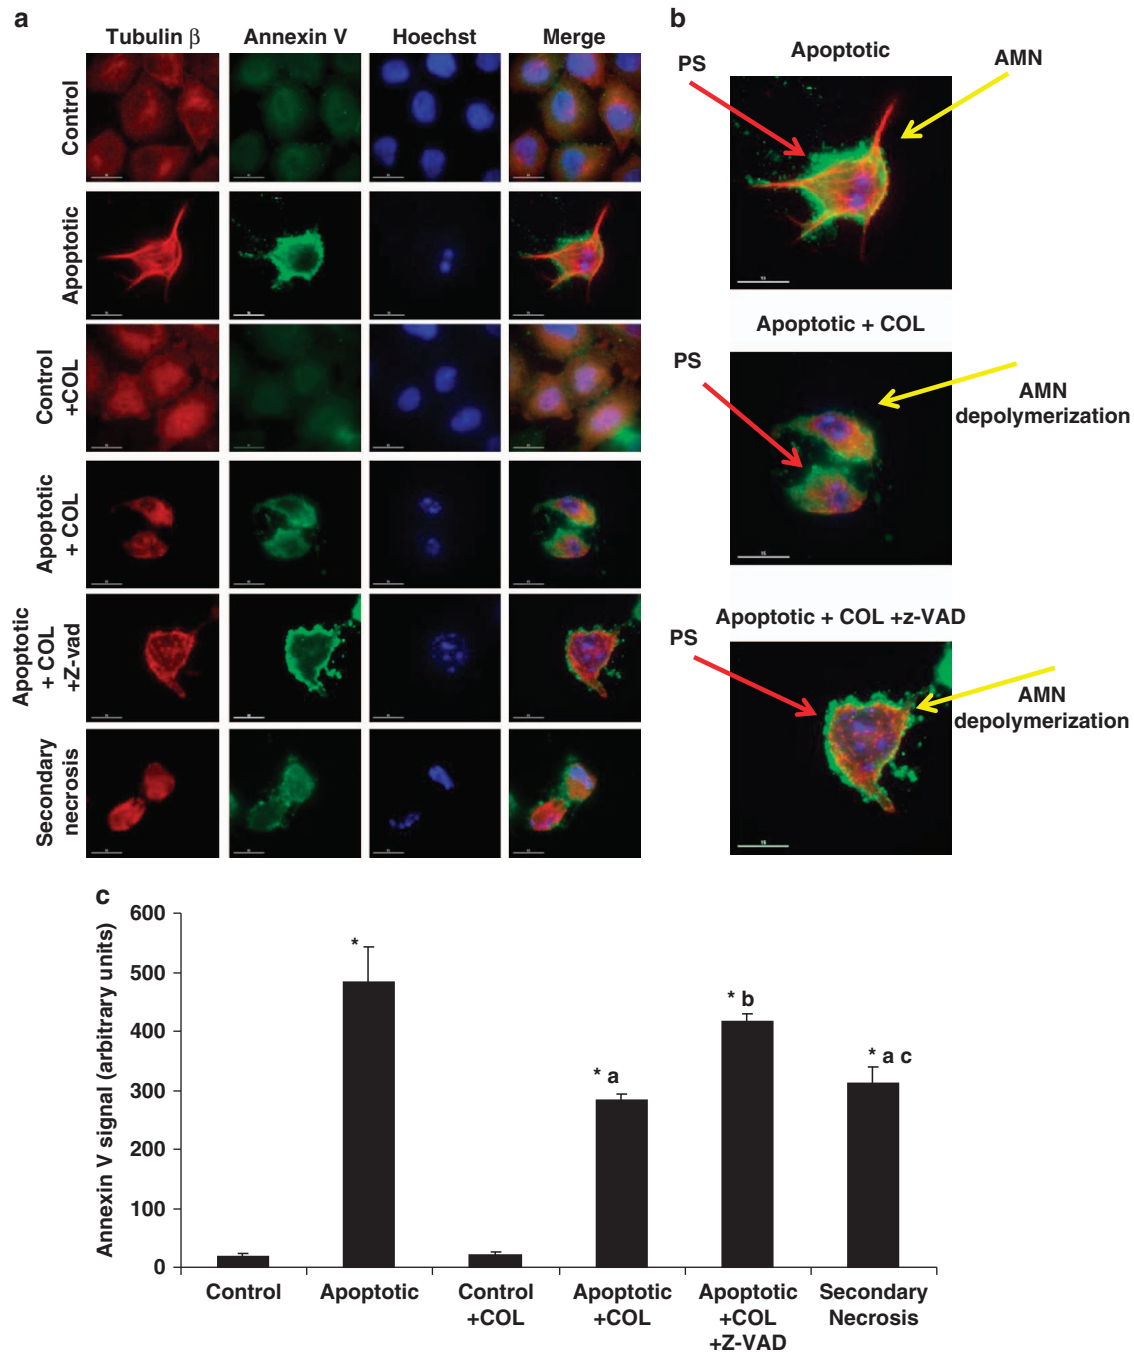 a
Tubulin β
Annexin V
Hoechst
Merge
Control
Apoptotic
Control
+COL
Apoptotic
+ COL
Apoptotic
+ COL
+Z-vad
Secondary
necrosis
b
Apoptotic
PS
AMN
Apoptotic + COL
PS
AMN
depolymerization
Apoptotic + COL +z-VAD
PS
AMN
depolymerization
c
Annexin V signal (arbitrary units)
600
500
400
300
200
100
0
*
* a
* b
* a c
Control
Apoptotic
Control
+COL
Apoptotic
+COL
Apoptotic
+COL
+Z-VAD
Secondary
Necrosis